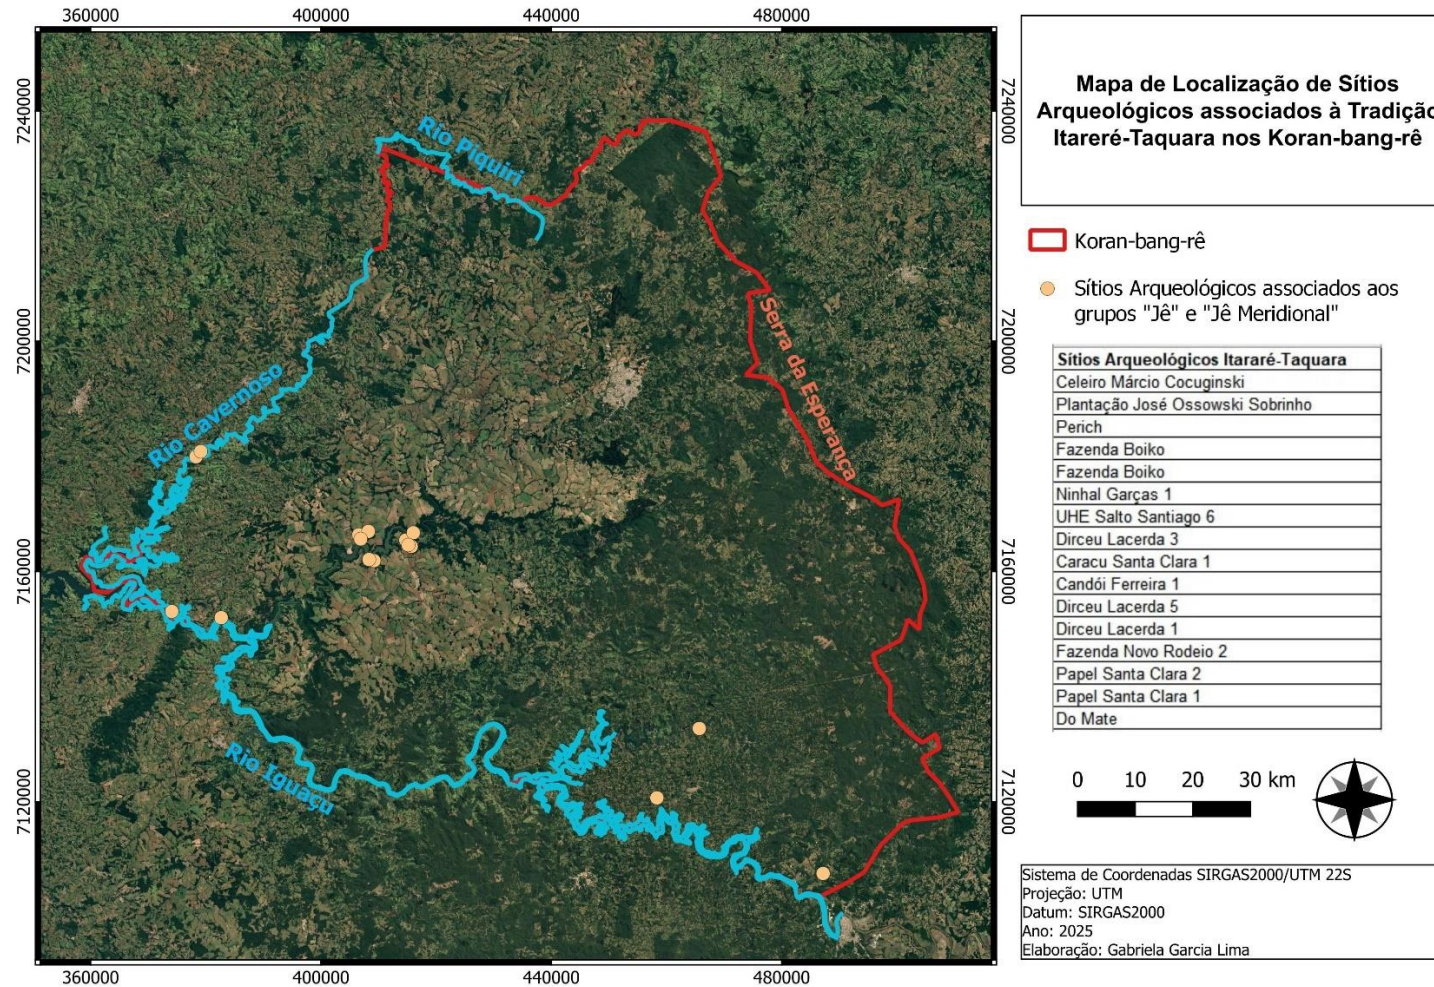 360000
400000
440000
480000
7240000
7200000
7160000
7120000
Rio Piquiri
Serra da Esperança
Rio Cavernoso
Rio Iguaçu
7240000
7200000
7160000
7120000
360000
400000
440000
480000
Mapa de Localização de Sítios
Arqueológicos associados à Tradição
Itareré-Taquara nos Koran-bang-rê
Koran-bang-rê
Sítios Arqueológicos associados aos
grupos "Jê" e "Jê Meridional"
Sítios Arqueológicos Itararé-Taquara
Celeiro Márcio Cocuginski
Plantação José Ossowski Sobrinho
Perich
Fazenda Boiko
Fazenda Boiko
Ninhal Garças 1
UHE Salto Santiago 6
Dirceu Lacerda 3
Caracu Santa Clara 1
Candói Ferreira 1
Dirceu Lacerda 5
Dirceu Lacerda 1
Fazenda Novo Rodeio 2
Papel Santa Clara 2
Papel Santa Clara 1
Do Mate
0 10 20 30 km
Sistema de Coordenadas SIRGAS2000/UTM 22S
Projeção: UTM
Datum: SIRGAS2000
Ano: 2025
Elaboração: Gabriela Garcia Lima